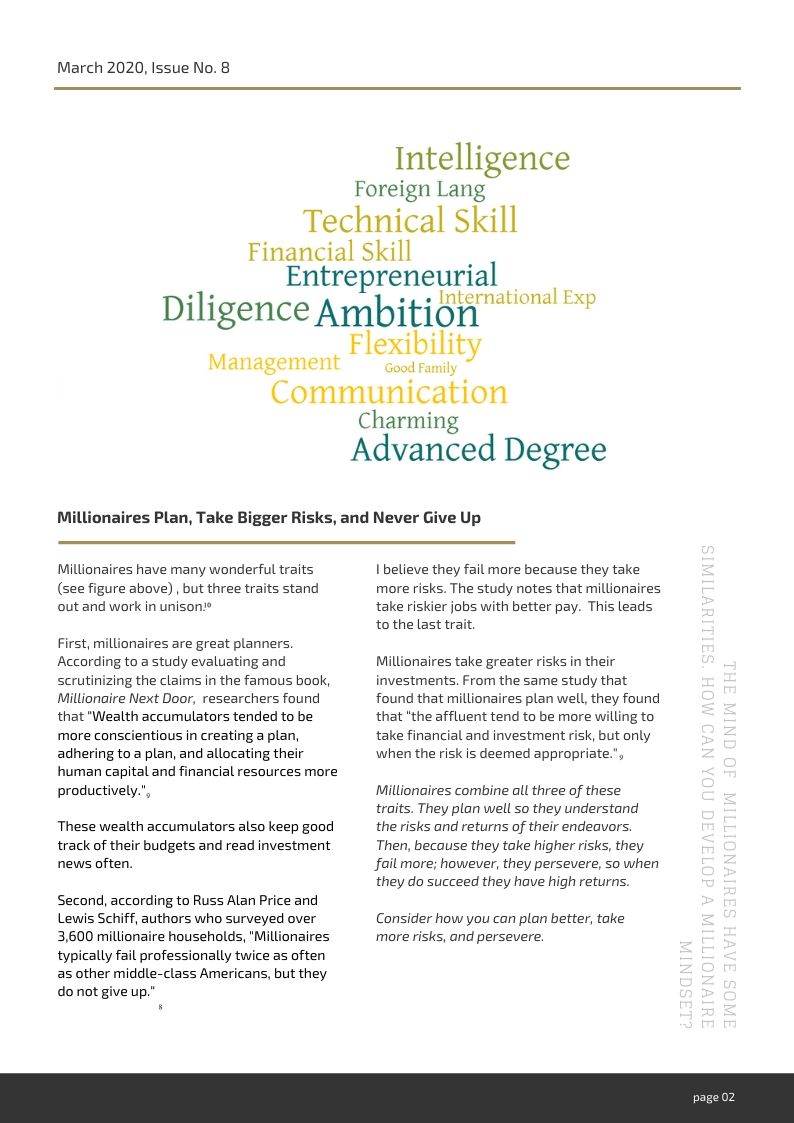 March 2020, Issue No. 8
Intelligence
Foreign Lang
Technical Skill
Financial Skill
Entrepreneurial
International Exp
Diligence Ambition
Flexibility
Management
Good Family
Communication
Charming
Advanced Degree
Millionaires Plan, Take Bigger Risks, and Never Give Up
Millionaires have many wonderful traits
(see figure above) , but three traits stand
out and work in unison.¹⁰
First, millionaires are great planners.
According to a study evaluating and
scrutinizing the claims in the famous book,
Millionaire Next Door,  researchers found
that "Wealth accumulators tended to be
more conscientious in creating a plan,
adhering to a plan, and allocating their
human capital and financial resources more
productively."₉
These wealth accumulators also keep good
track of their budgets and read investment
news often.
Second, according to Russ Alan Price and
Lewis Schiff, authors who surveyed over
3,600 millionaire households, "Millionaires
typically fail professionally twice as often
as other middle-class Americans, but they
do not give up."
8
I believe they fail more because they take
more risks. The study notes that millionaires
take riskier jobs with better pay.  This leads
to the last trait.
Millionaires take greater risks in their
investments. From the same study that
found that millionaires plan well, they found
that “the affluent tend to be more willing to
take financial and investment risk, but only
when the risk is deemed appropriate.”₉
Millionaires combine all three of these
traits. They plan well so they understand
the risks and returns of their endeavors.
Then, because they take higher risks, they
fail more; however, they persevere, so when
they do succeed they have high returns.
Consider how you can plan better, take
more risks, and persevere.
THE MIND OF  MILLIONAIRES HAVE SOME
SIMILARITIES. HOW CAN YOU DEVELOP A MILLIONAIRE
MINDSET?
page 02